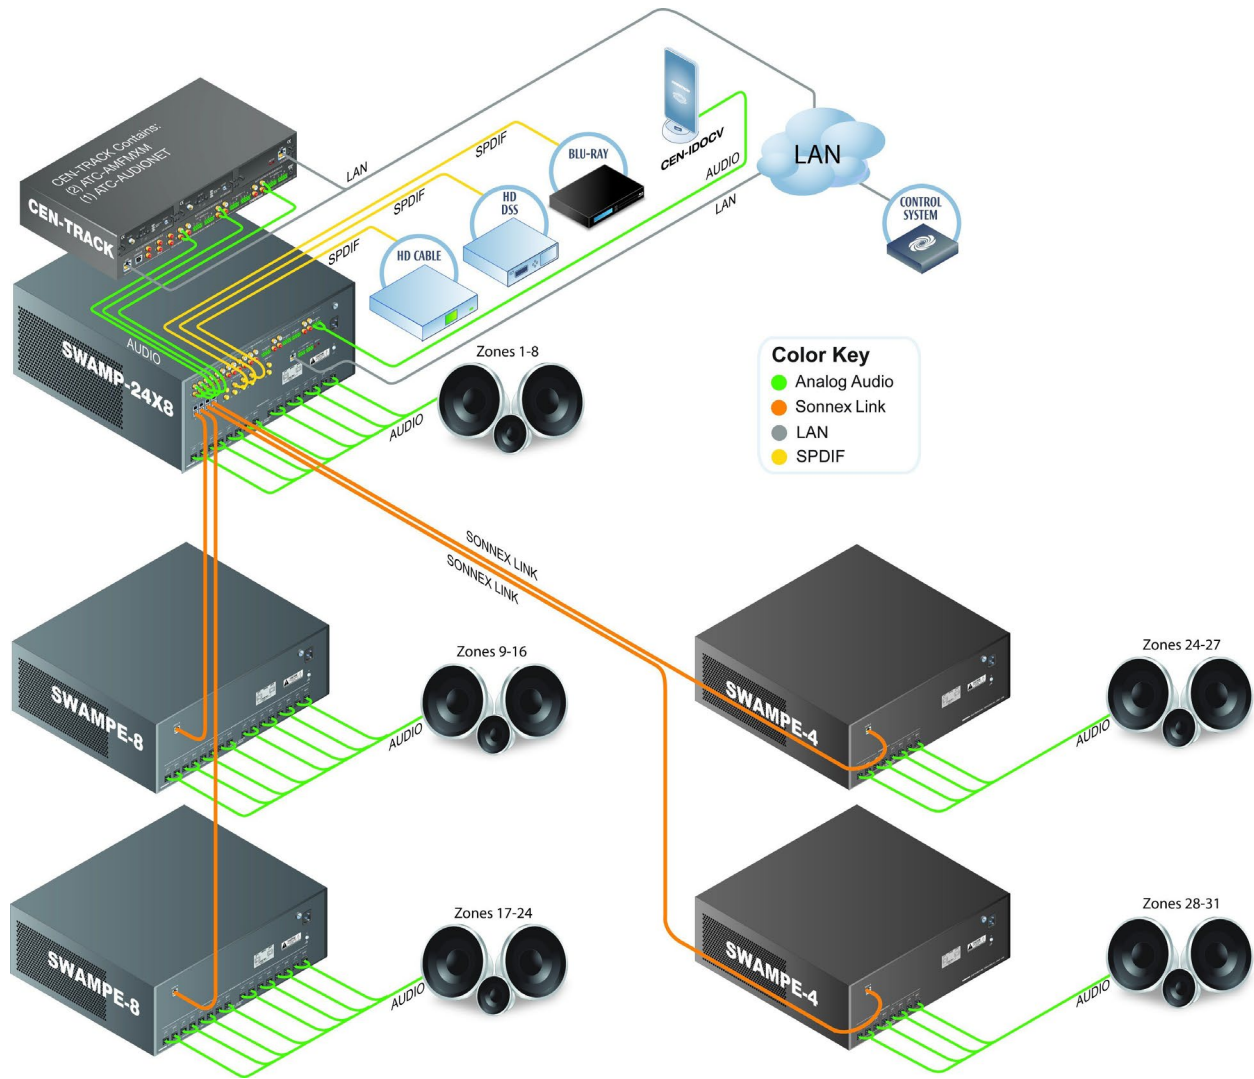 CEN-TRACK Contains:
(2) ATC-AMFMXM
(1) ATC-AUDIONET
CEN-TRACK
LAN
SPDIF
BLU-RAY
CEN-IDOCV
AUDIO
LAN
SPDIF
HD
DSS
LAN
CONTROL
SYSTEM
SPDIF
HD CABLE
AUDIO
SWAMP-24X8
Zones 1-8
AUDIO
Color Key
Analog Audio
Sonnex Link
LAN
SPDIF
SONNEX LINK
SONNEX LINK
SWAMPE-8
Zones 9-16
AUDIO
SWAMPE-4
Zones 24-27
AUDIO
SWAMPE-8
Zones 17-24
AUDIO
SWAMPE-4
Zones 28-31
AUDIO